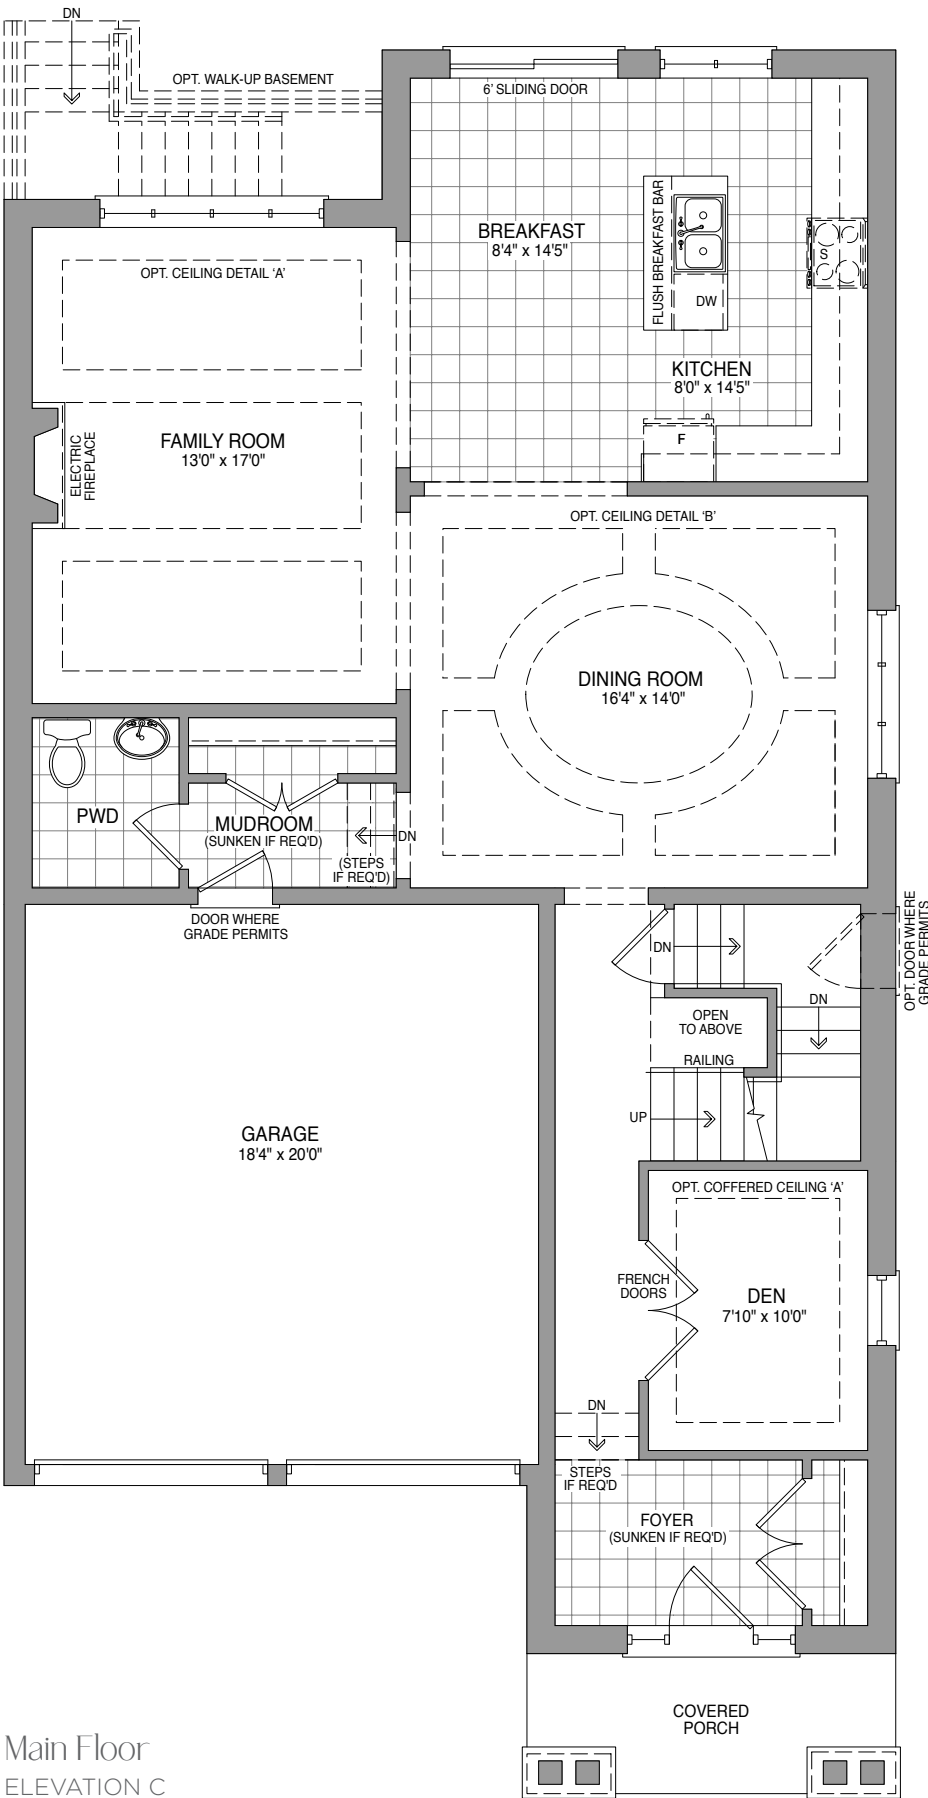 DN
OPT. WALK-UP BASEMENT
6' SLIDING DOOR
BREAKFAST
8'4" x 14'5"
FLUSH BREAKFAST BAR
S
DW
OPT. CEILING DETAIL 'A'
KITCHEN
8'0" x 14'5"
F
FAMILY ROOM
13'0" x 17'0"
ELECTRIC
FIREPLACE
OPT. CEILING DETAIL 'B'
DINING ROOM
16'4" x 14'0"
PWD
MUDROOM
(SUNKEN IF REQ'D)
DN
(STEPS
IF REQ'D)
DOOR WHERE
GRADE PERMITS
DN
OPT. DOOR WHERE
GRADE PERMITS
DN
OPEN
TO ABOVE
RAILING
UP
GARAGE
18'4" x 20'0"
OPT. COFFERED CEILING 'A'
FRENCH
DOORS
DEN
7'10" x 10'0"
DN
STEPS
IF REQ'D
FOYER
(SUNKEN IF REQ'D)
COVERED
PORCH
Main Floor
ELEVATION C